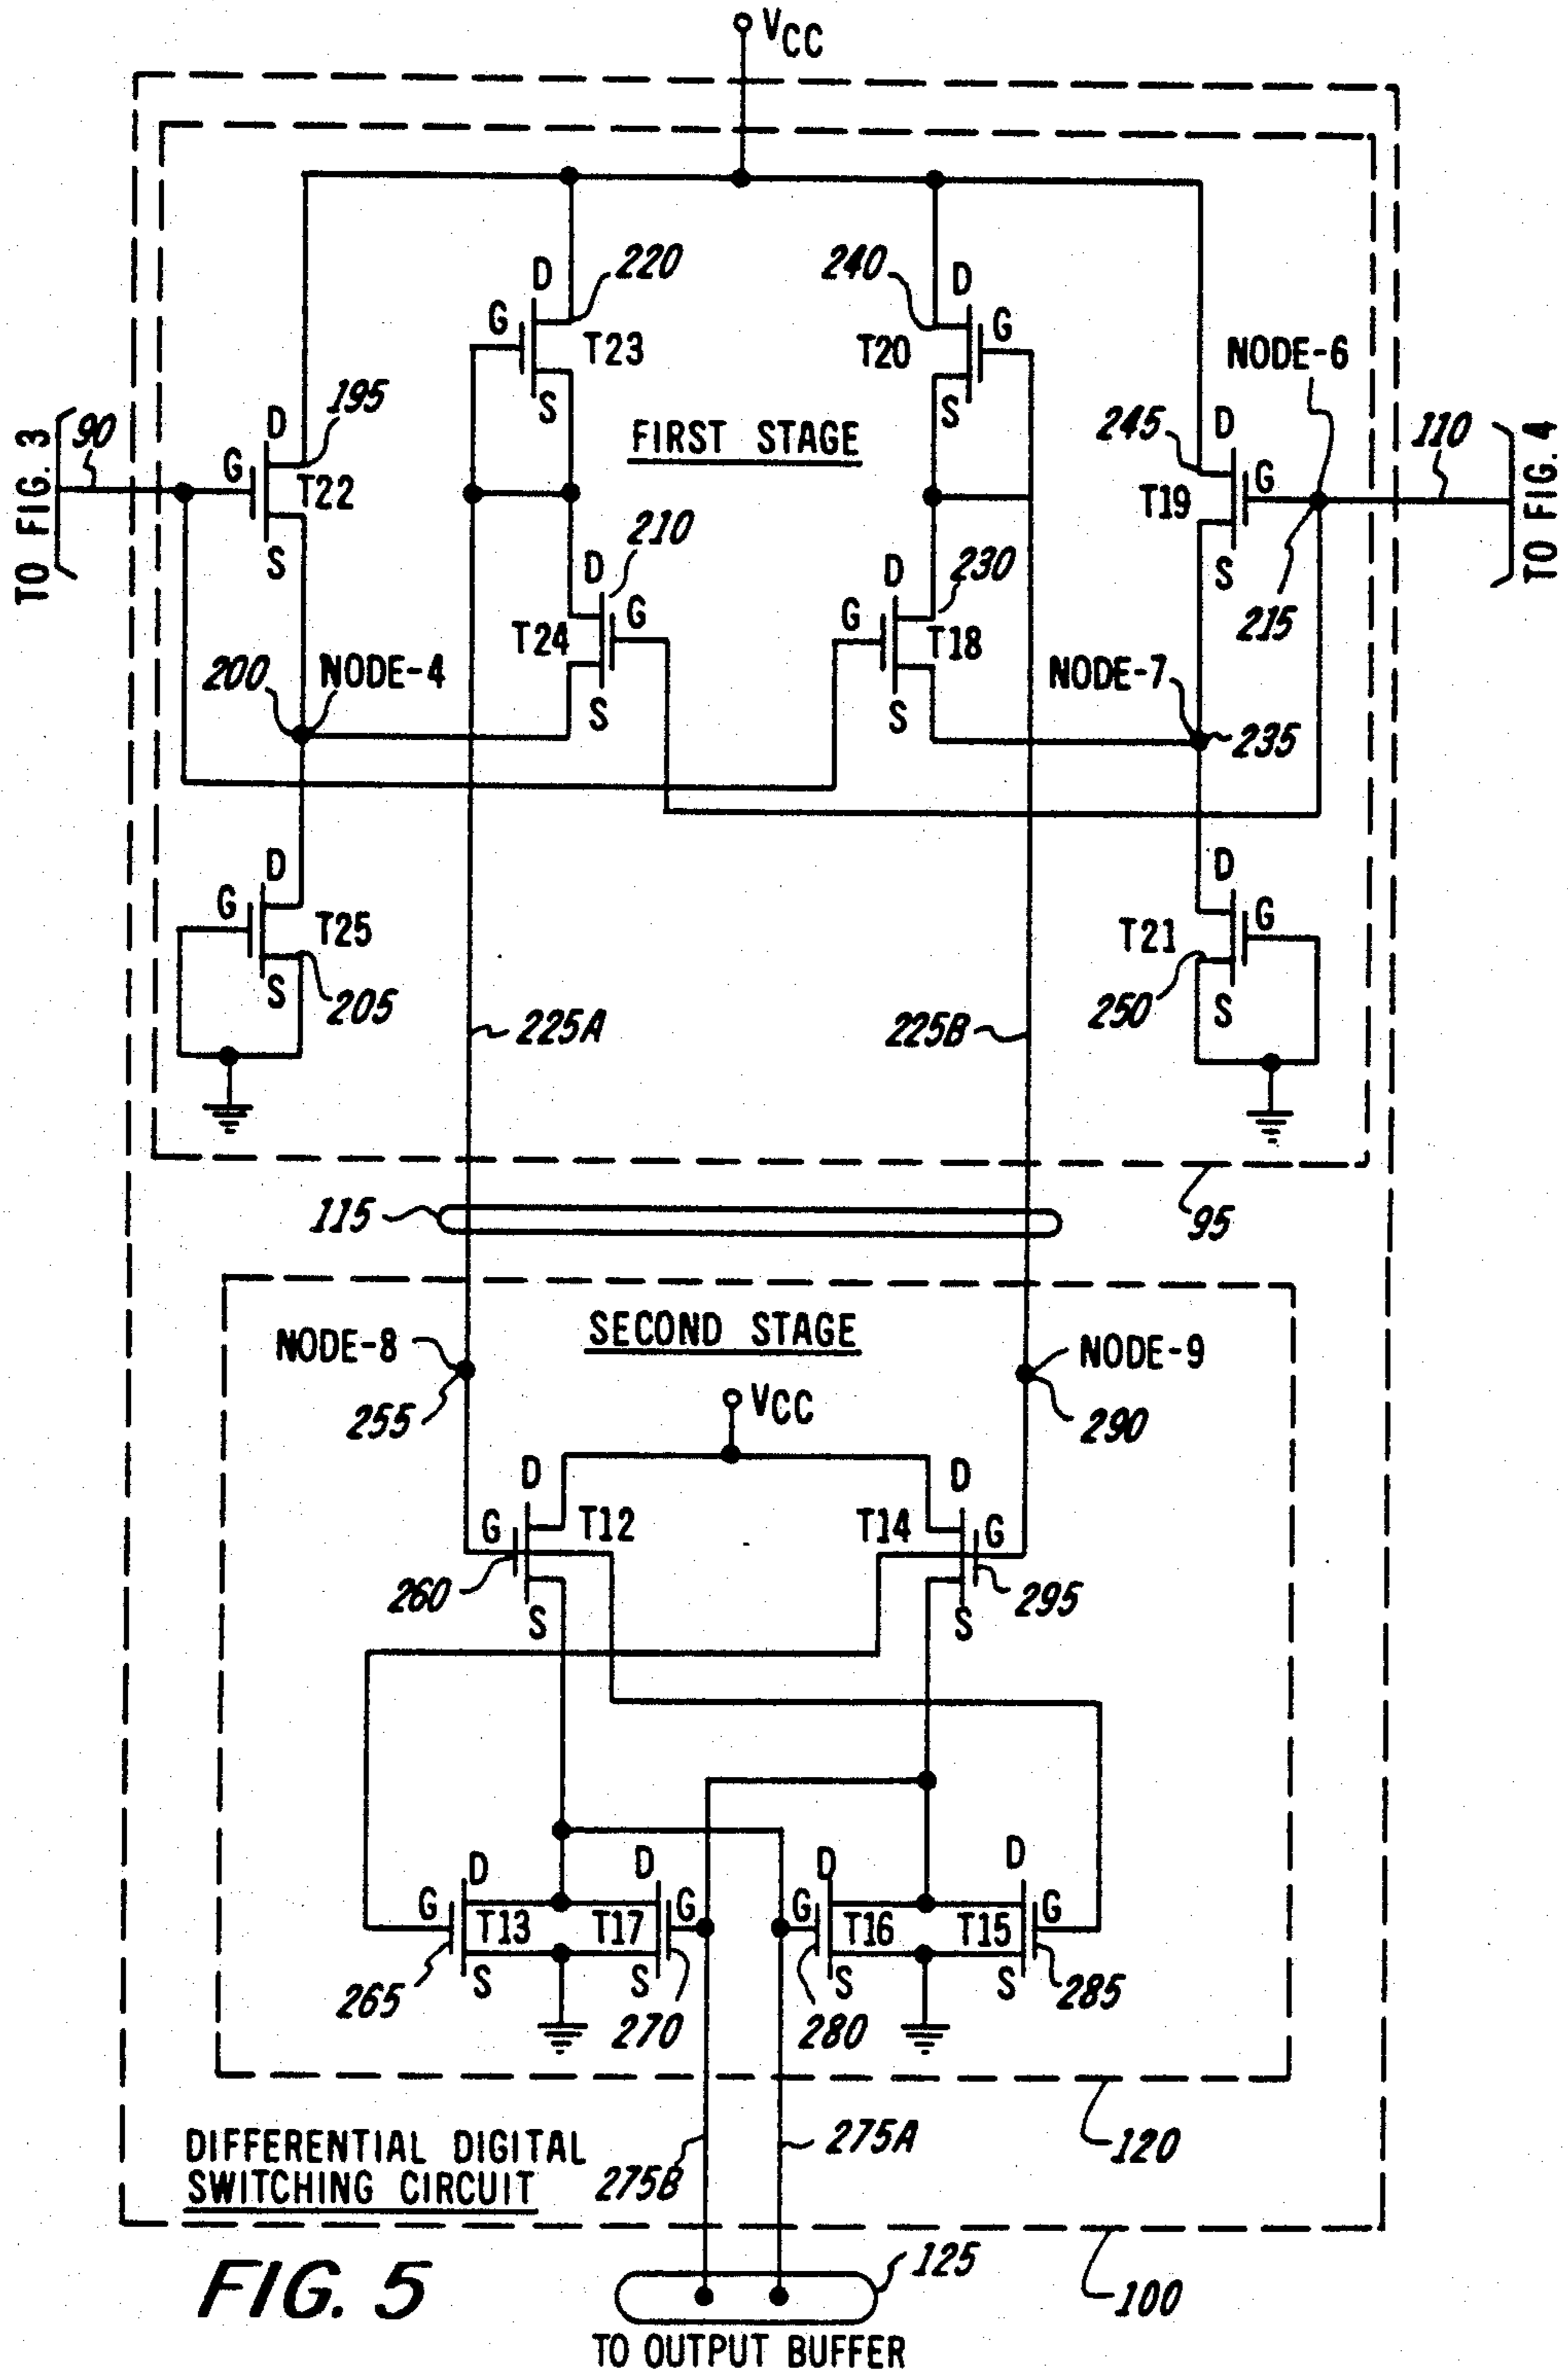 VCC
D 220
240 D
G T23
T20 G
NODE-6
S
S
TO FIG. 3
90
D 195
G T22
FIRST STAGE
245 D
T19 G
110
TO FIG. 4
S
210
D
D 230
S
T24 G
G T18
215
200 NODE-4
S
S
NODE-7
235
D
D
G T25
T21 G
S 205
250 S
225A
225B
115
95
SECOND STAGE
NODE-8
NODE-9
255
VCC
290
D
D
G T12
T14 G
260
295
S
S
D
D
D
D
G T13 T17 G
G T16 T15 G
265 S
S 270
280 S
S 285
DIFFERENTIAL DIGITAL
SWITCHING CIRCUIT
275B
275A
120
FIG. 5
125
100
TO OUTPUT BUFFER